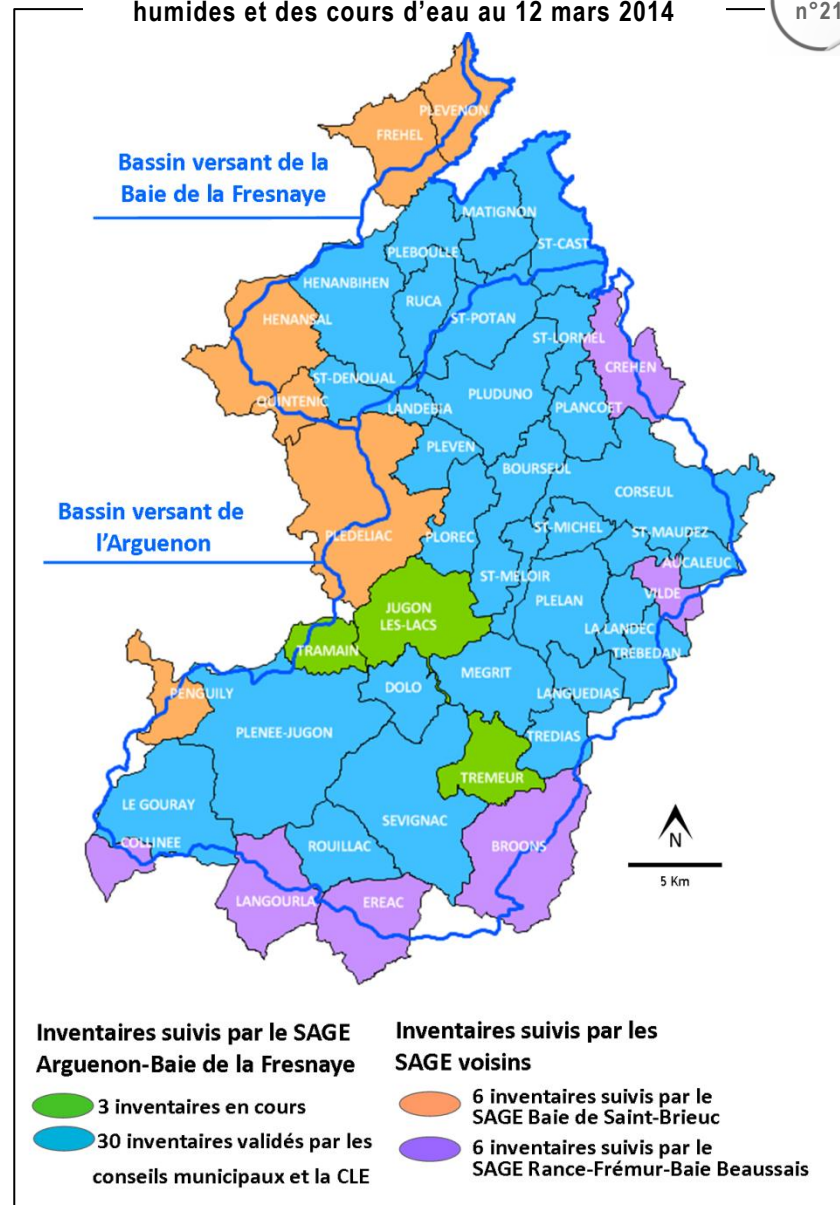 humides et des cours d'eau au 12 mars 2014
n°21
PLEVENON
FREHEL
Bassin versant de la
Baie de la Fresnaye
MATIGNON
ST-CAST
PLEBOULLE
HENANBIHEN
RUCA
HENANSAL
ST-POTAN
ST-LORMEL
CREHEN
ST-DENOUAL
QUINTENIC
LANDEBIA
PLUDUNO
PLANCOET
PLEVEN
BOURSEUL
CORSEUL
Bassin versant de
l'Arguenon
PLEDELIAC
PLOREC
ST-MICHEL
ST-MAUDEZ
AUCALEUC
ST-MELOIR
VILDE
PLELAN
JUGON
LES-LACS
LA LANDEC
TRAMAIN
TREBEDAN
MEGRIT
DOLO
LANGUEDIAS
PENGUILY
PLENEE-JUGON
TREDIAS
TREMEUR
LE GOURAY
SEVIGNAC
COLLINEE
ROUILLAC
BROONS
N
5 Km
LANGOURLA
EREAC
Inventaires suivis par le SAGE
Arguenon-Baie de la Fresnaye
3 inventaires en cours
30 inventaires validés par les
conseils municipaux et la CLE
Inventaires suivis par les
SAGE voisins
6 inventaires suivis par le
SAGE Baie de Saint-Brieuc
6 inventaires suivis par le
SAGE Rance-Frémur-Baie Beaussais